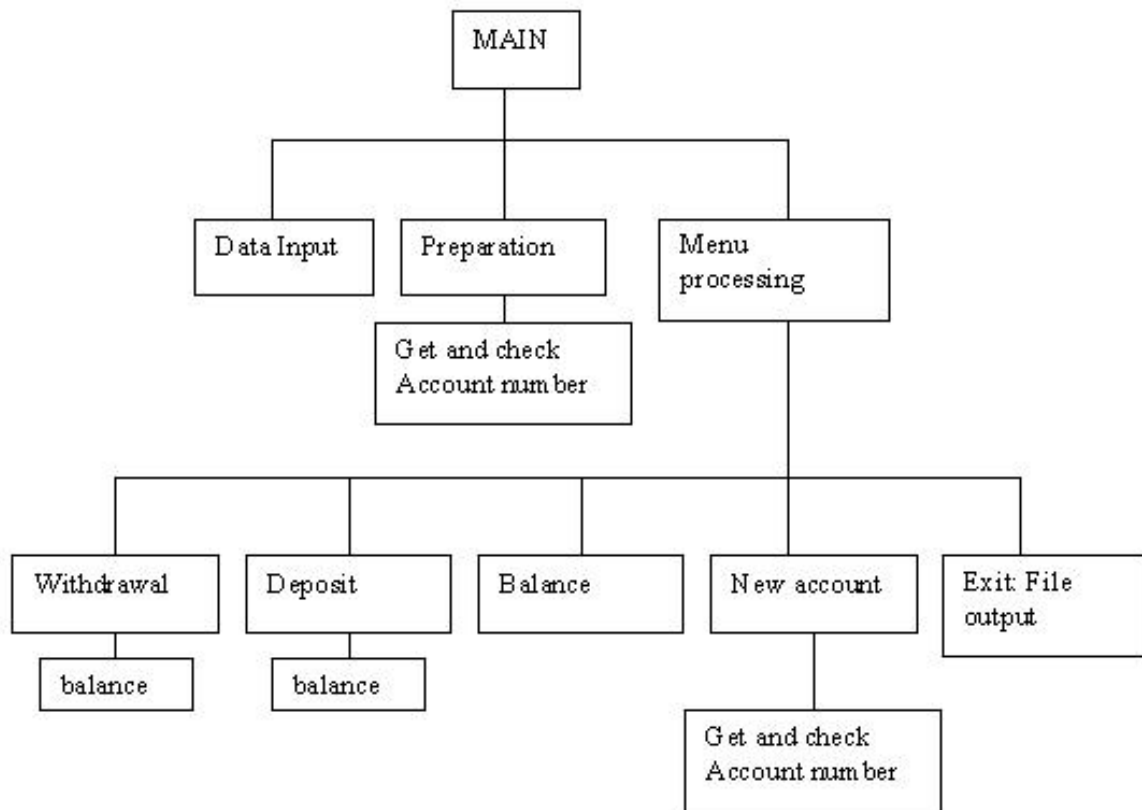 MAIN
Data Input
Preparation
Menu
processing
Get and check
Account number
Withdrawal
Deposit
Balance
New account
Exit: File
output
balance
balance
Get and check
Account number